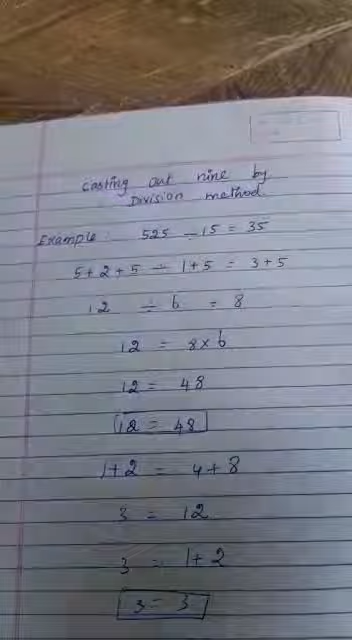 Casting out nine by
Division method.
Example: 525 ÷ 15 = 35
5+2+5 ÷ 1+5 = 3+5
12 ÷ 6 = 8
12 = 8×6
12 = 48
12 = 48
1+2 = 4+8
3 = 12
3 = 1+2
3 = 3